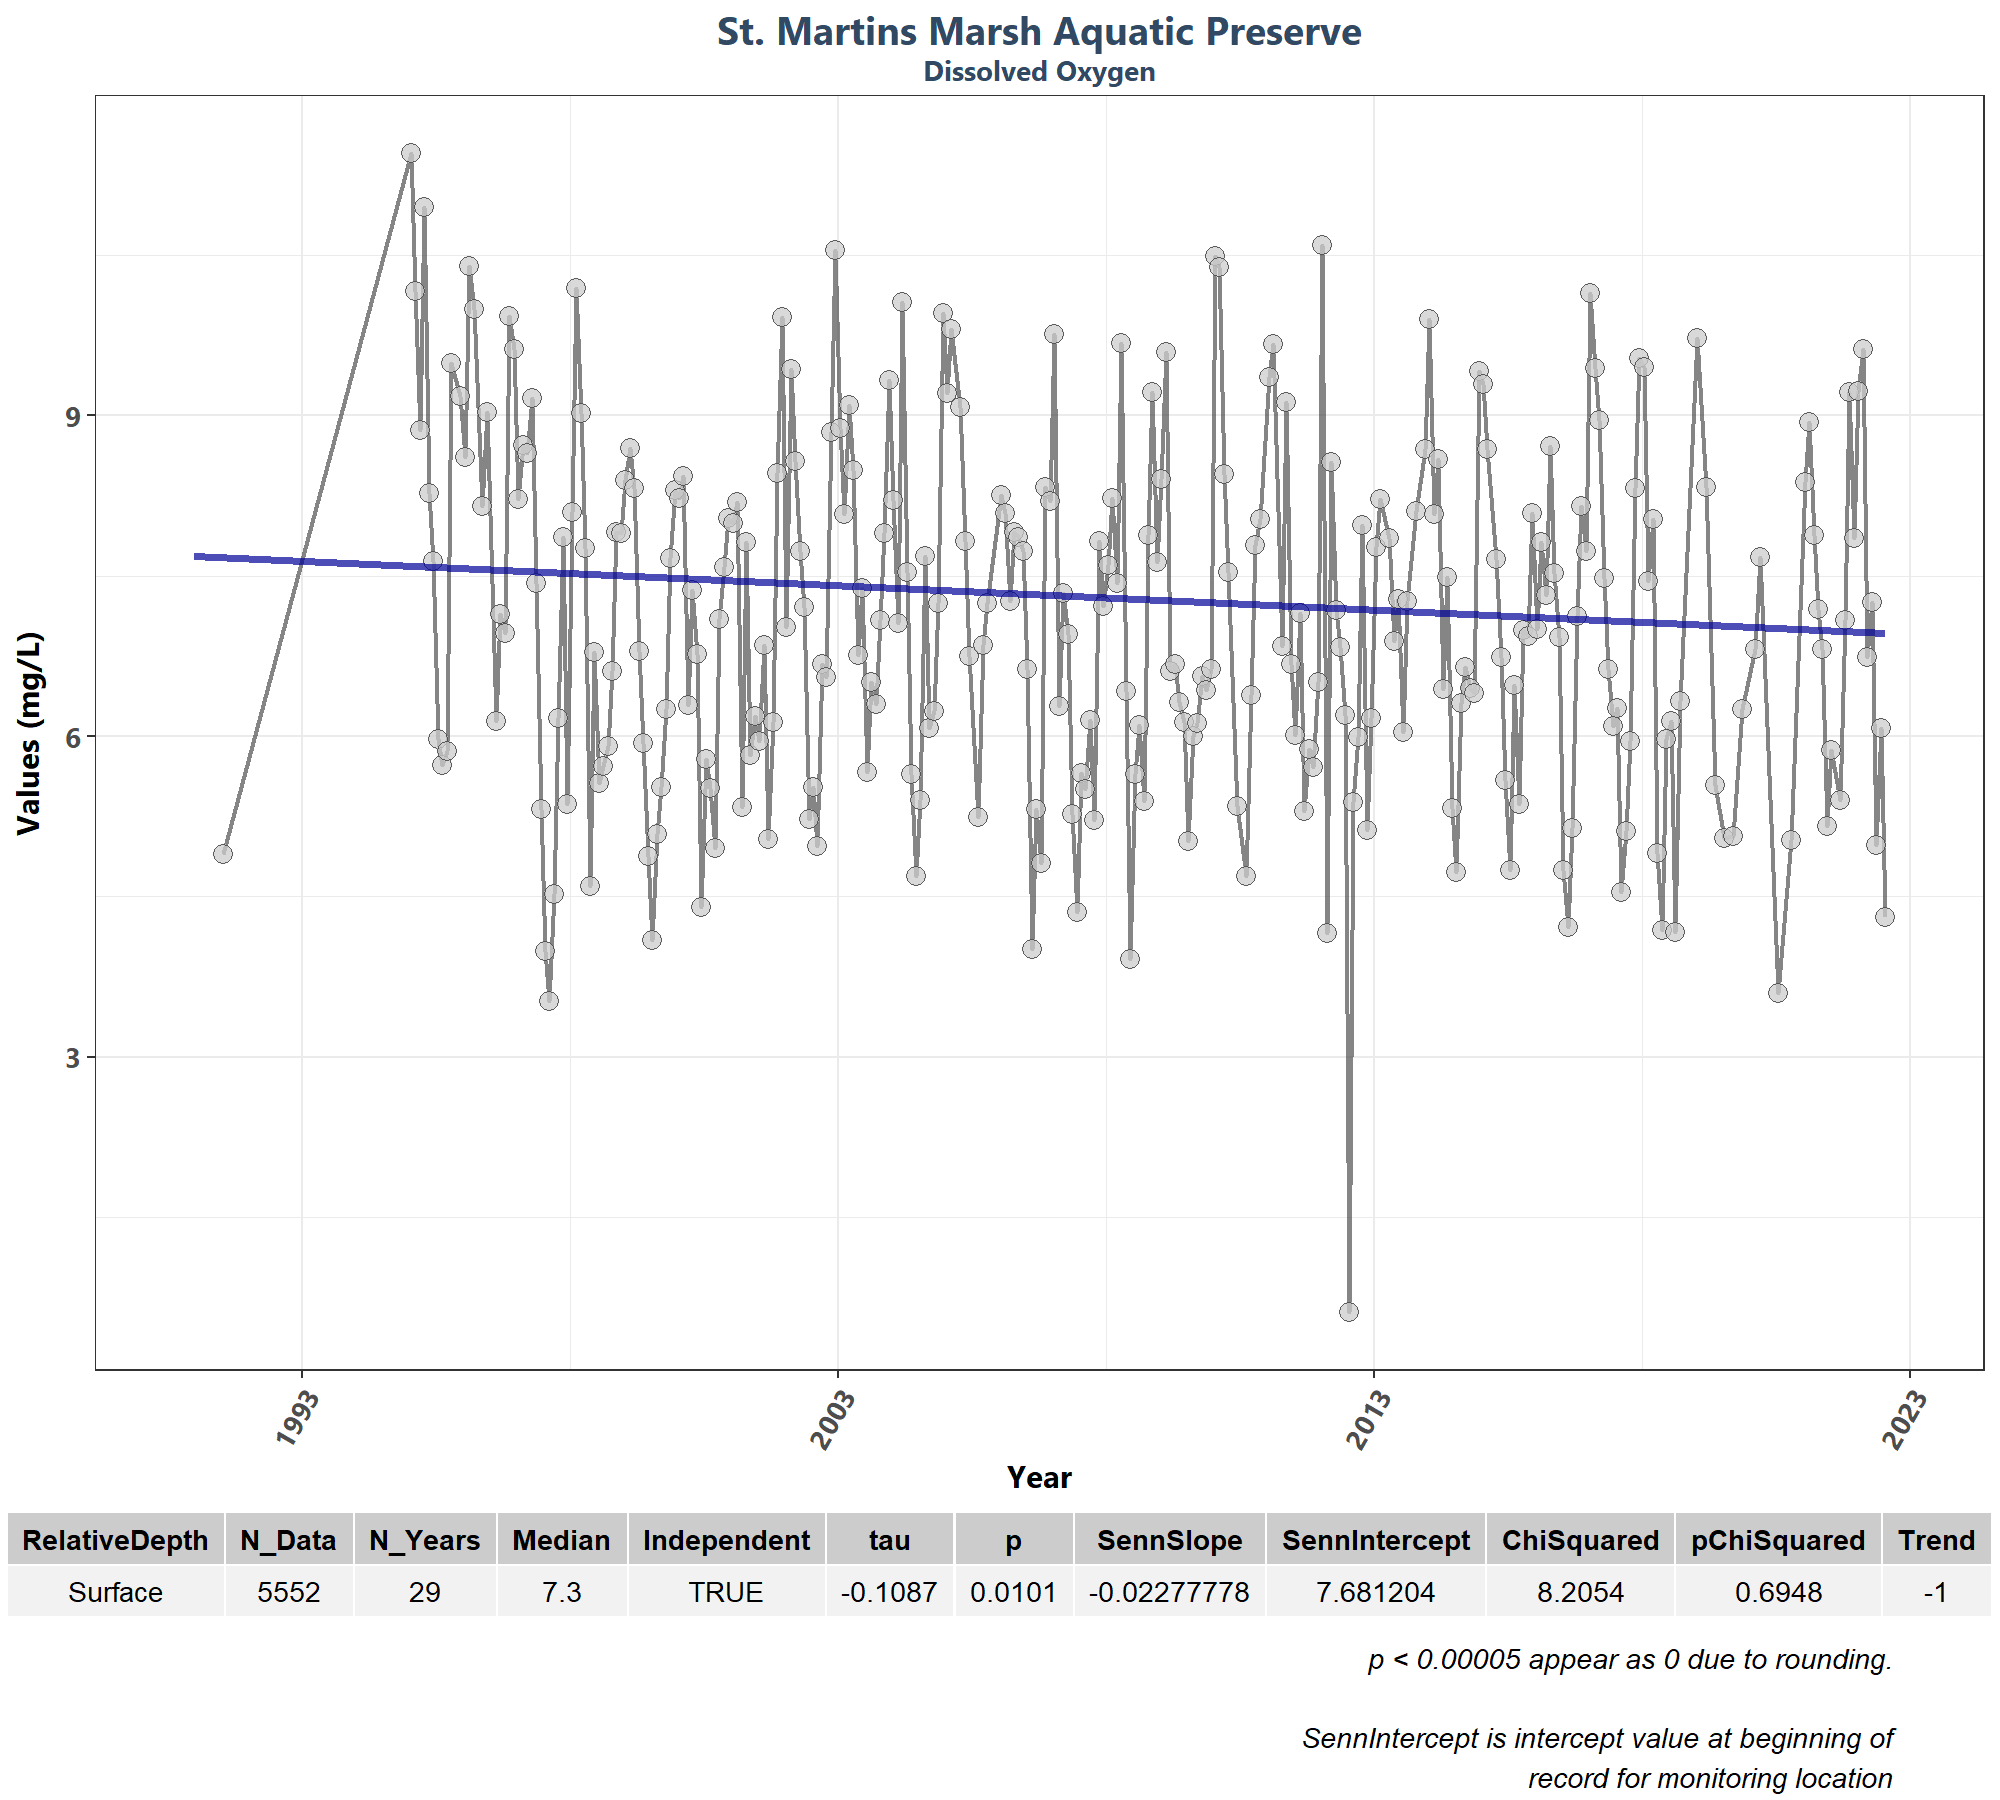 St. Martins Marsh Aquatic Preserve
Dissolved Oxygen
Values (mg/L)
9
6
3
1993
2003
2013
2023
Year
RelativeDepth N_Data N_Years Median Independent tau p SennSlope SennIntercept ChiSquared pChiSquared Trend
Surface 5552 29 7.3 TRUE -0.1087 0.0101 -0.02277778 7.681204 8.2054 0.6948 -1
p < 0.00005 appear as 0 due to rounding.
SennIntercept is intercept value at beginning of
record for monitoring location